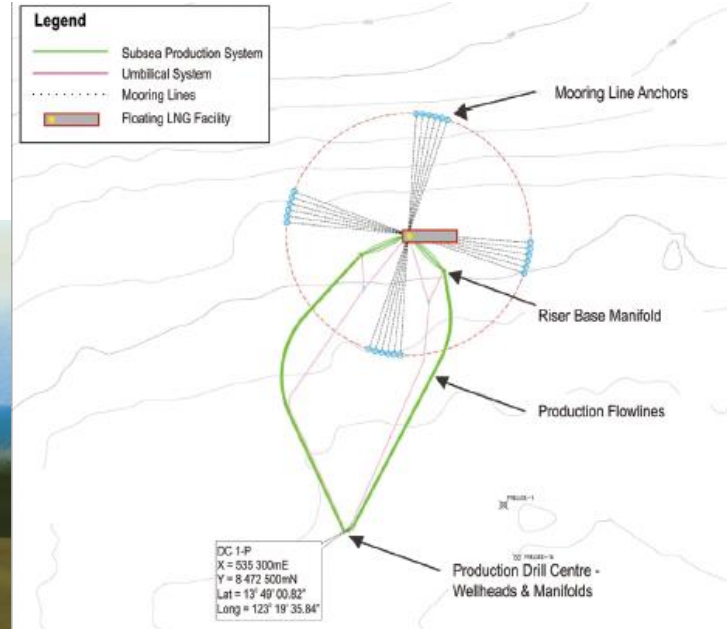 Legend
Subsea Production System
Umbilical System
Mooring Lines
Floating LNG Facility
Mooring Line Anchors
Riser Base Manifold
Production Flowlines
PRELUDE-1
DC 1-P
X = 535 300mE
Y = 8 472 500mN
Lat = 13° 49' 00.82"
Long = 123° 19' 35.84"
Production Drill Centre -
Wellheads & Manifolds